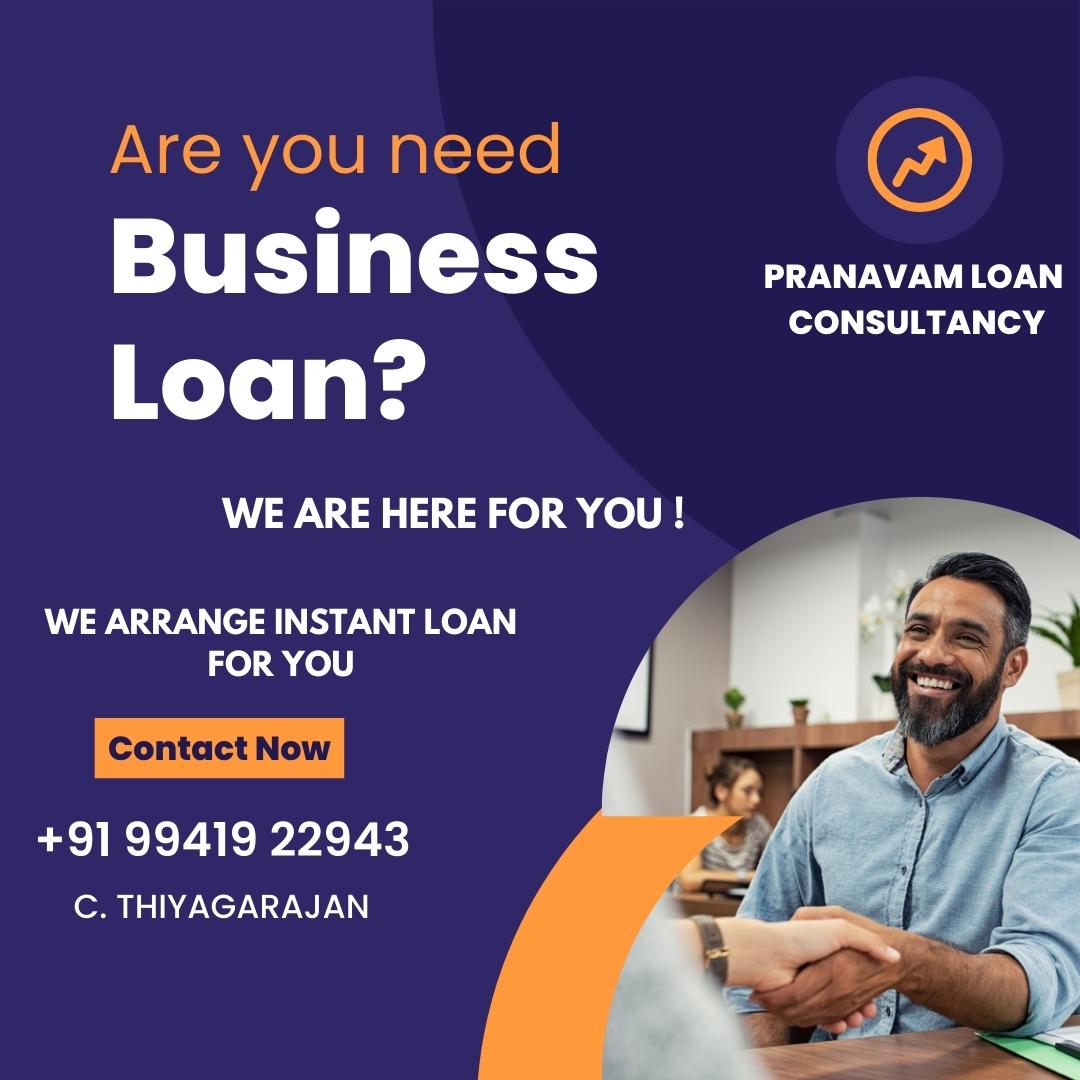 Are you need
Business
Loan?
PRANAVAM LOAN
CONSULTANCY
WE ARE HERE FOR YOU !
WE ARRANGE INSTANT LOAN
FOR YOU
Contact Now
+91 99419 22943
C. THIYAGARAJAN